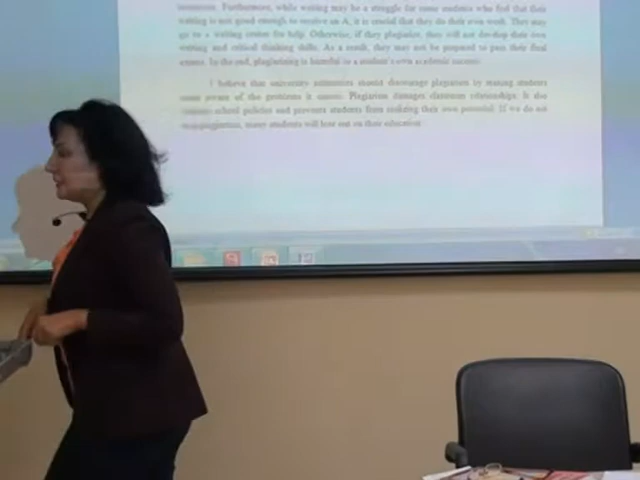 Furthermore, while writing may be a struggle for some students who feel that their
writing is not good enough to receive an A, it is crucial that they do their own work. They may
go to a writing center for help. Otherwise, if they plagiarize, they will not develop their own
writing and critical thinking skills. As a result, they may not be prepared to pass their final
exams. In the end, plagiarizing is harmful to a student's own academic success.
I believe that university authorities should discourage plagiarism by making students
more aware of the problems it causes. Plagiarism damages classroom relationships. It also
school policies and prevents students from realizing their own potential. If we do not
many students will lose out on their education